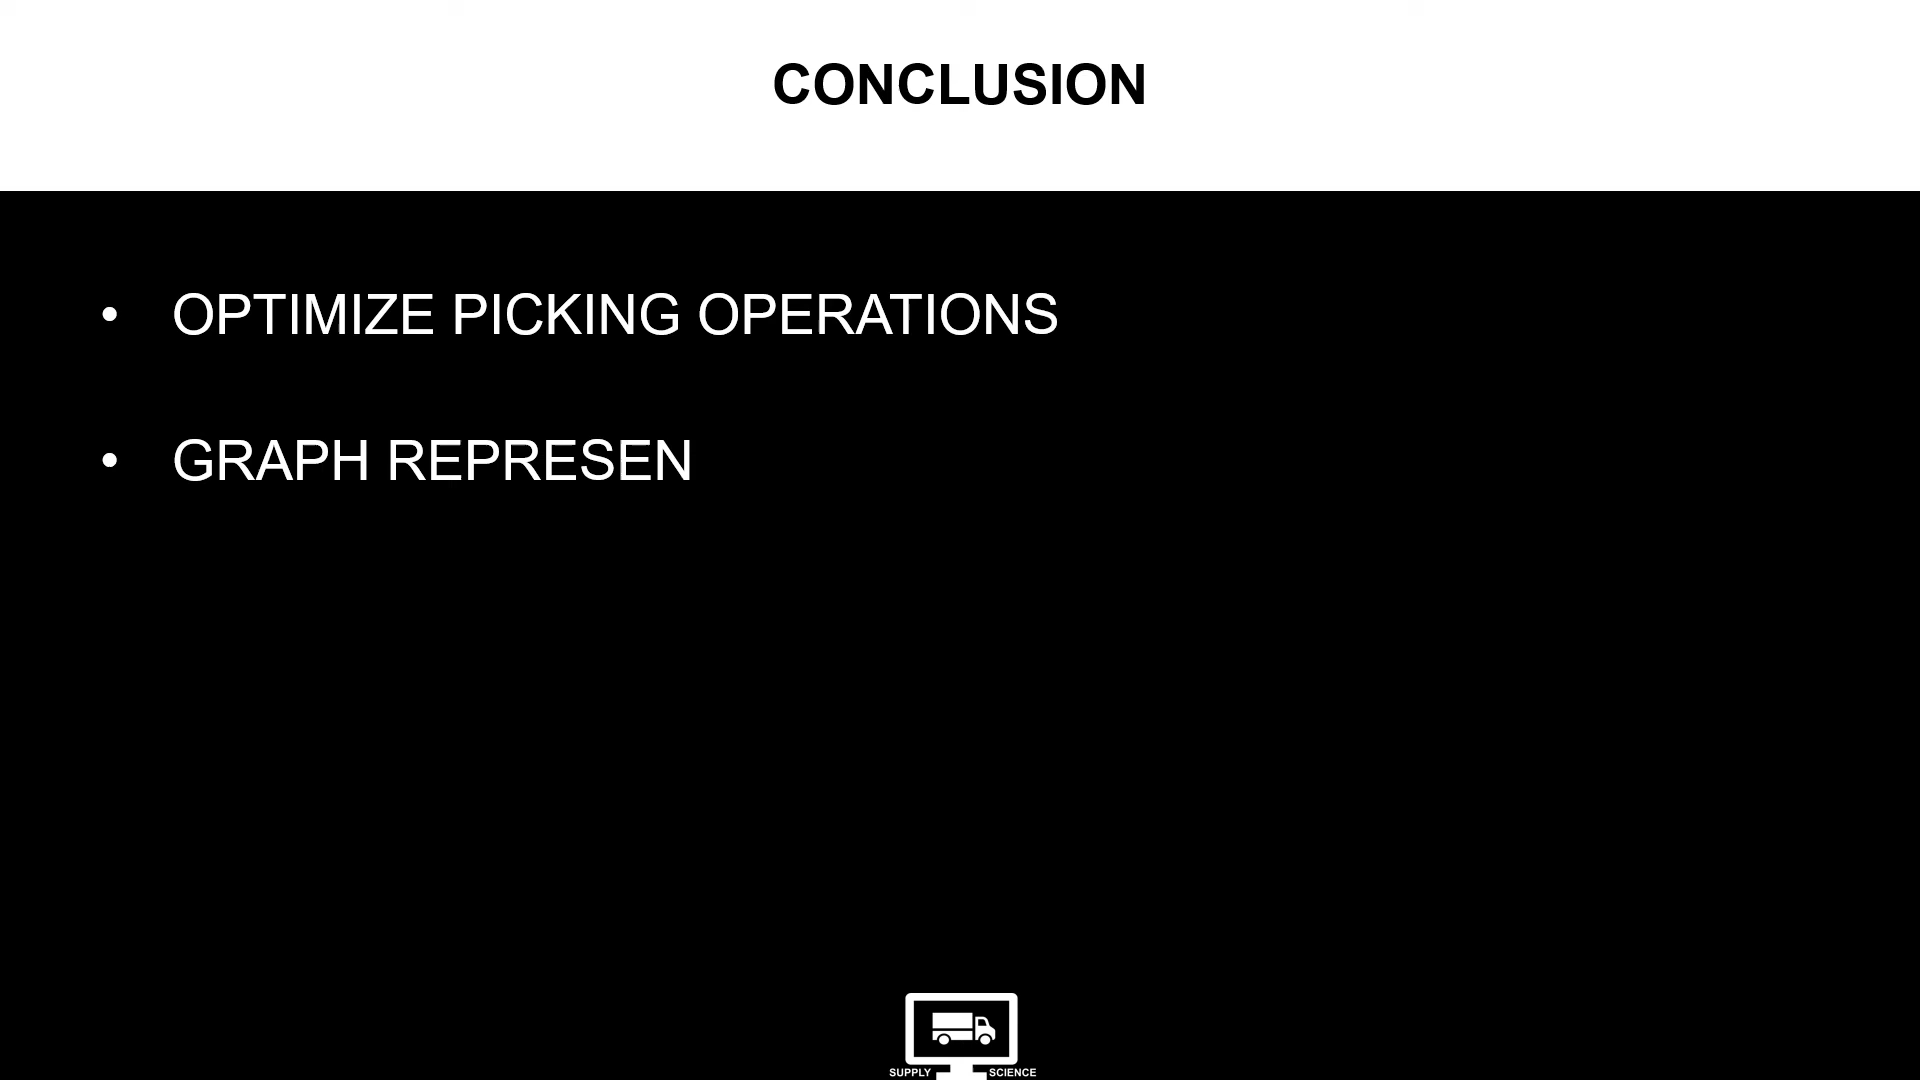 CONCLUSION
• OPTIMIZE PICKING OPERATIONS
• GRAPH REPRESEN
SUPPLY SCIENCE